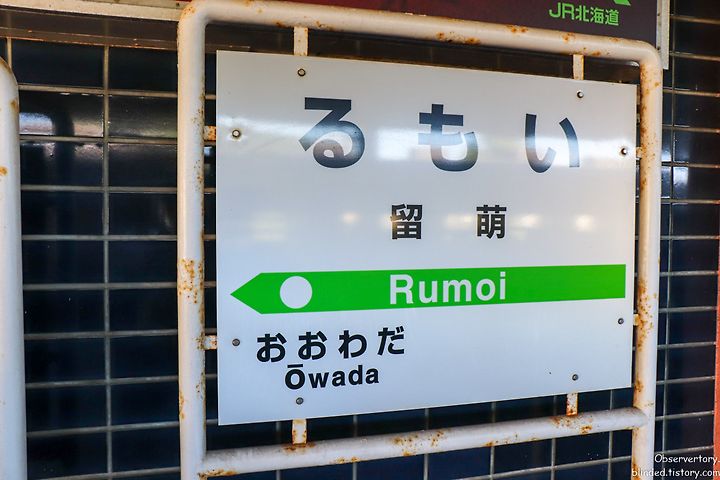 JR北海道
るもい
留萌
Rumoi
おおわだ
Ōwada
Observertory.
blinded.tistory.com